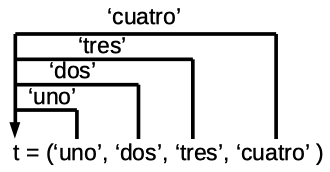 ‘cuatro’
‘tres’
‘dos’
‘uno’
t = (‘uno’, ‘dos’, ‘tres’, ‘cuatro’ )